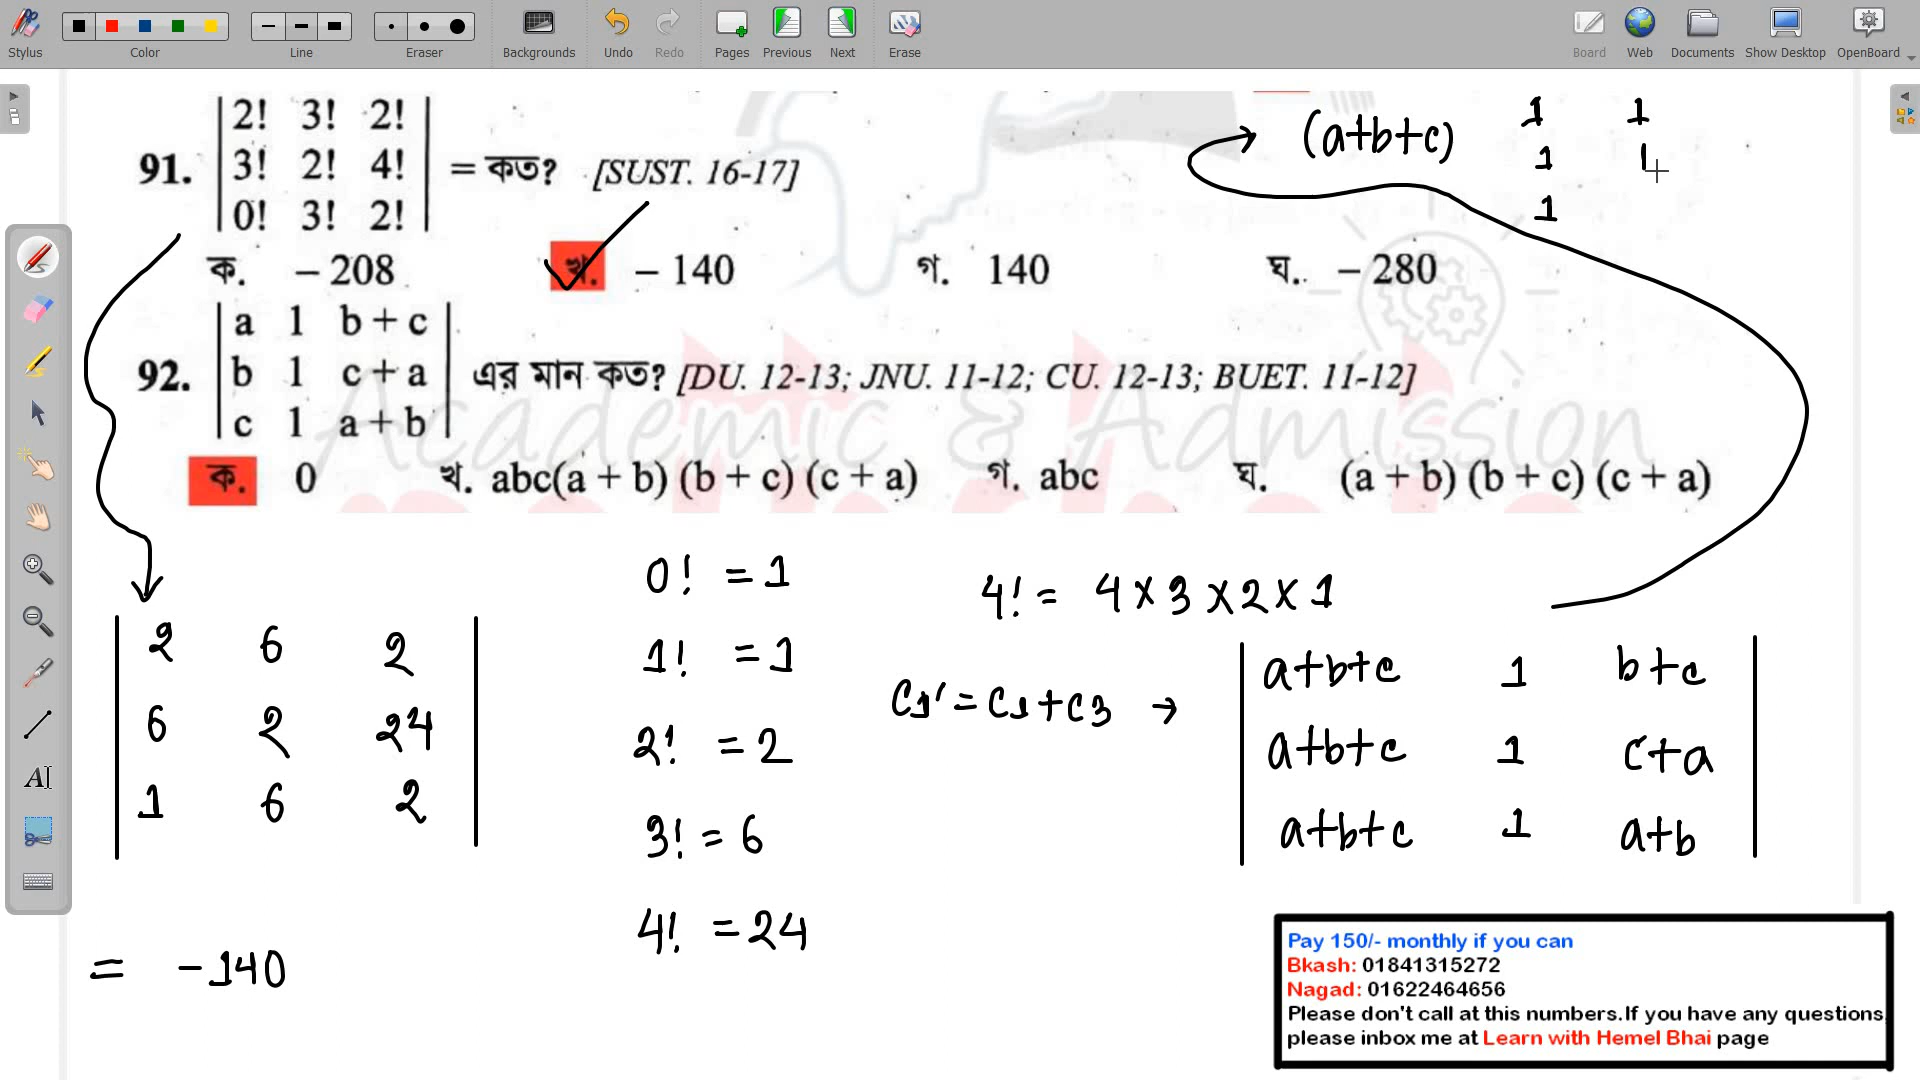 Stylus Color Line Eraser Backgrounds Undo Redo Pages Previous Next Erase Board Web Documents Show Desktop OpenBoard
2! 3! 2!
91. 3! 2! 4! = কত? [SUST. 16-17]
0! 3! 2!
(a+b+c) 1 1
1 1
1
ক. – 208 খ. – 140 গ. 140 ঘ. – 280
a 1 b + c
92. b 1 c + a এর মান কত? [DU. 12-13; JNU. 11-12; CU. 12-13; BUET. 11-12]
c 1 a + b
Academic & Admission
ক. 0 খ. abc(a + b) (b + c) (c + a) গ. abc ঘ. (a + b) (b + c) (c + a)
2 6 2
6 2 24
1 6 2
= -140
0! = 1
1! = 1
2! = 2
3! = 6
4! = 24
4! = 4 × 3 × 2 × 1
C1' = C1+C3 →
a+b+c 1 b+c
a+b+c 1 c+a
a+b+c 1 a+b
Pay 150/- monthly if you can
Bkash: 01841315272
Nagad: 01622464656
Please don't call at this numbers.If you have any questions,
please inbox me at Learn with Hemel Bhai page